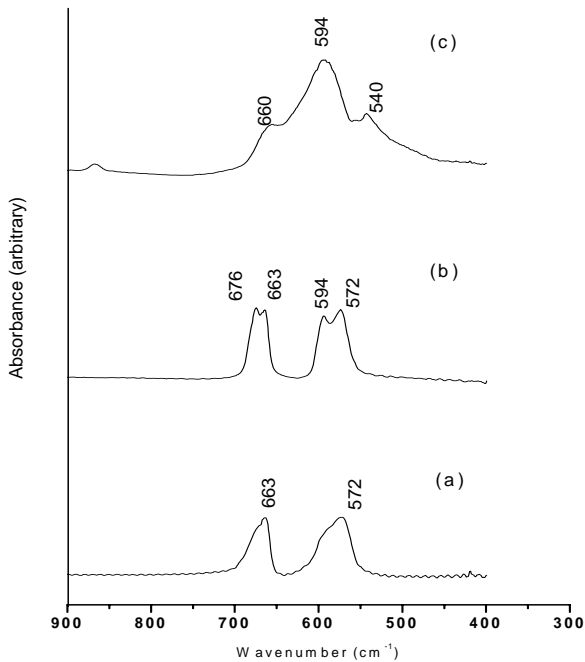 594
(c)
660
540
Absorbance (arbitrary)
(b)
676 663 594 572
(a)
663 572
900 800 700 600 500 400 300
Wavenumber (cm-1)